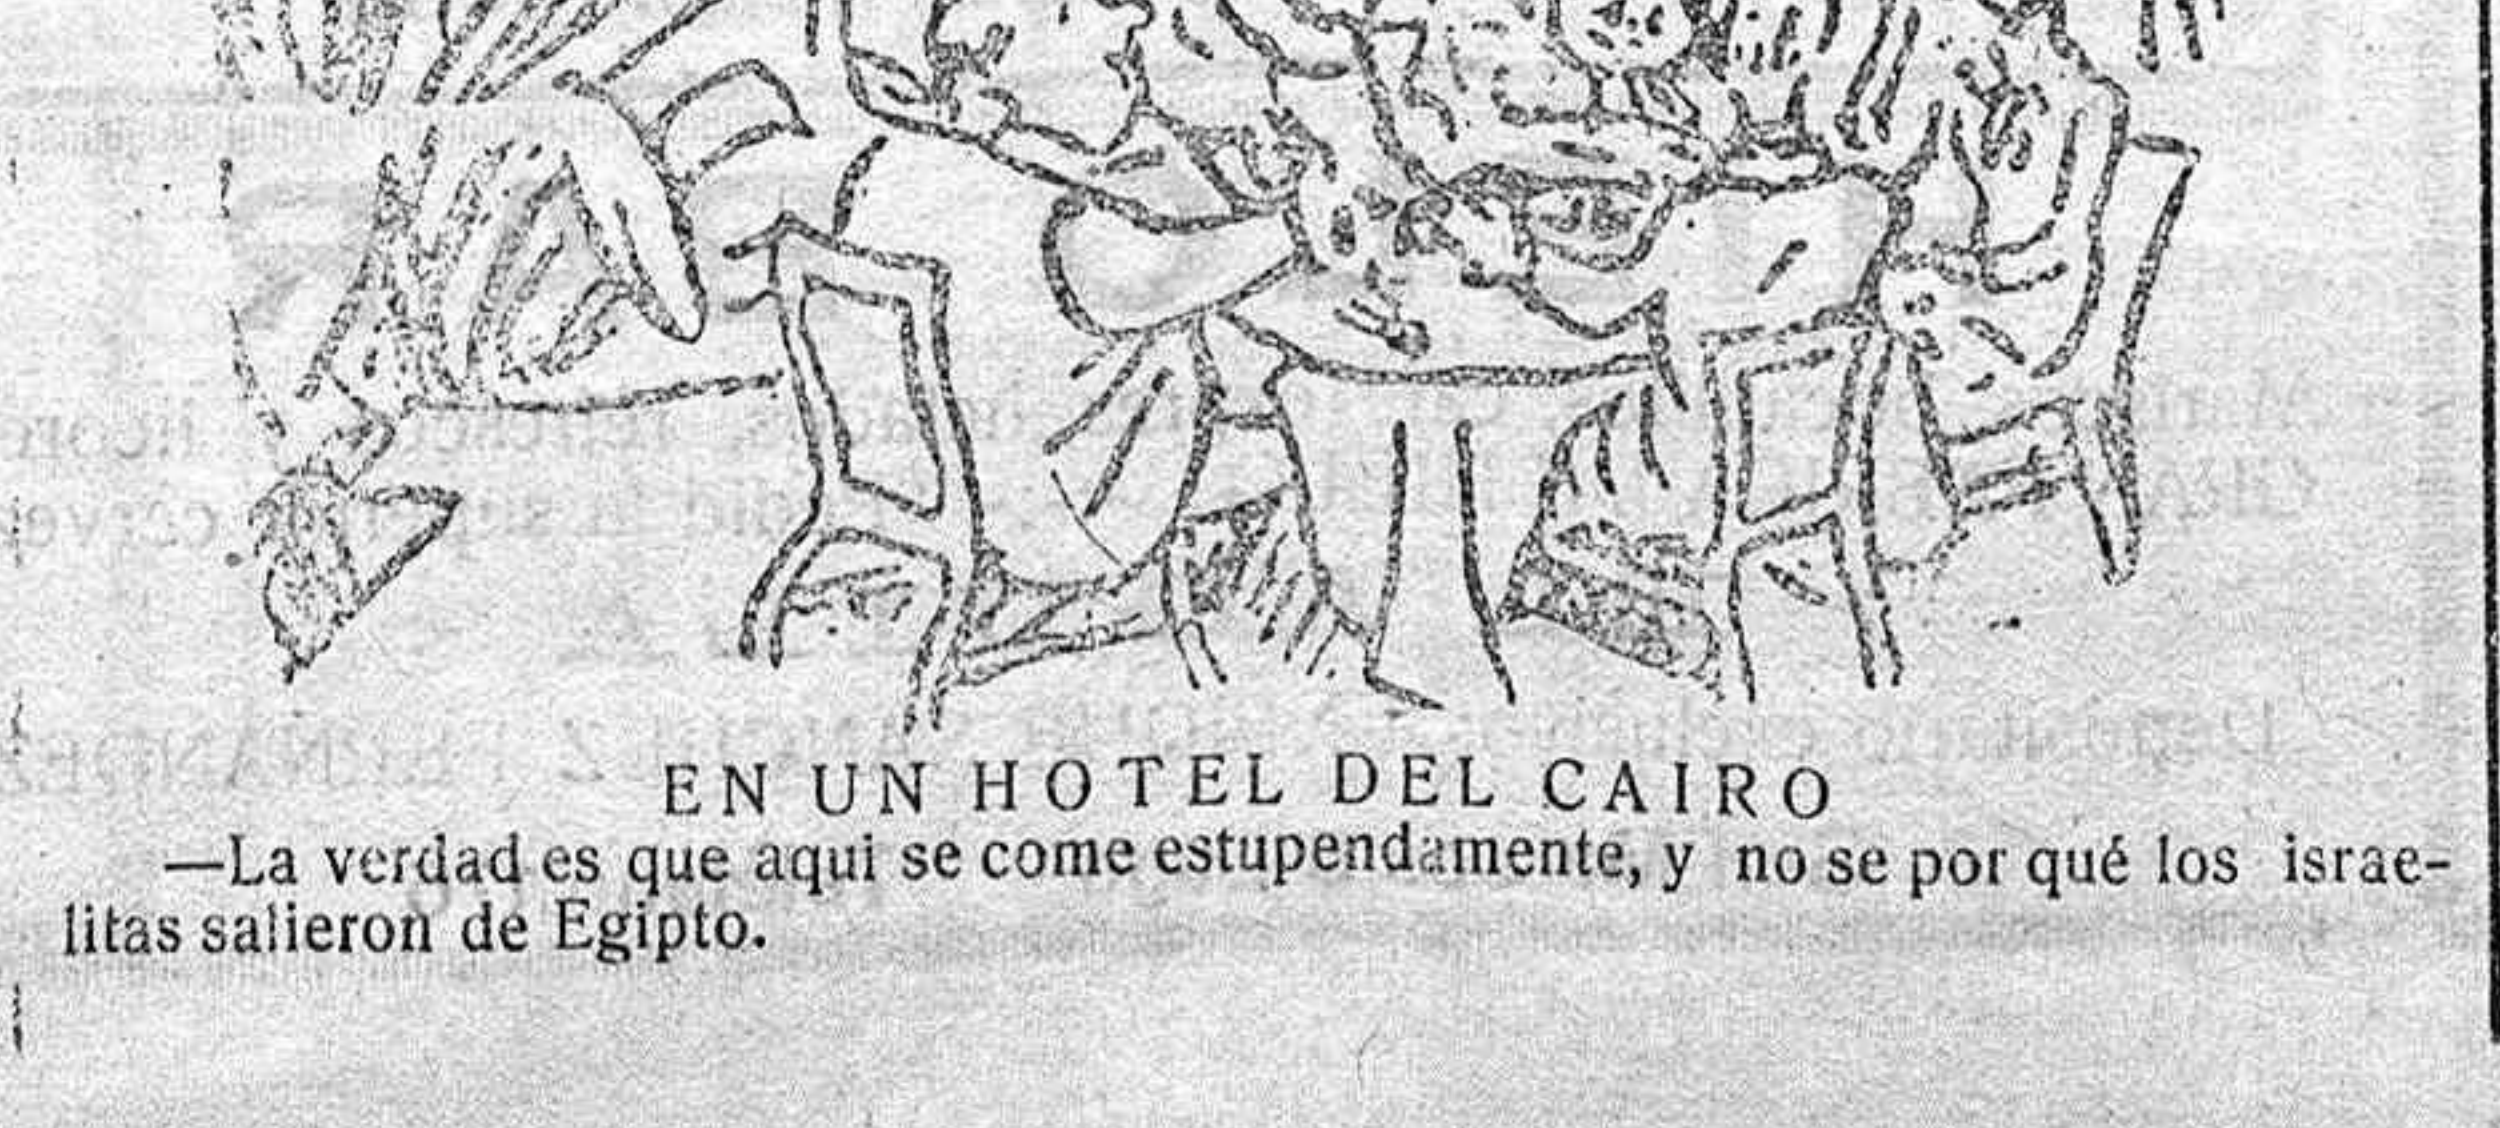 EN UN HOTEL DEL CAIRO
—La verdad es que aqui se come estupendamente, y no se por qué los israe-
litas salieron de Egipto.